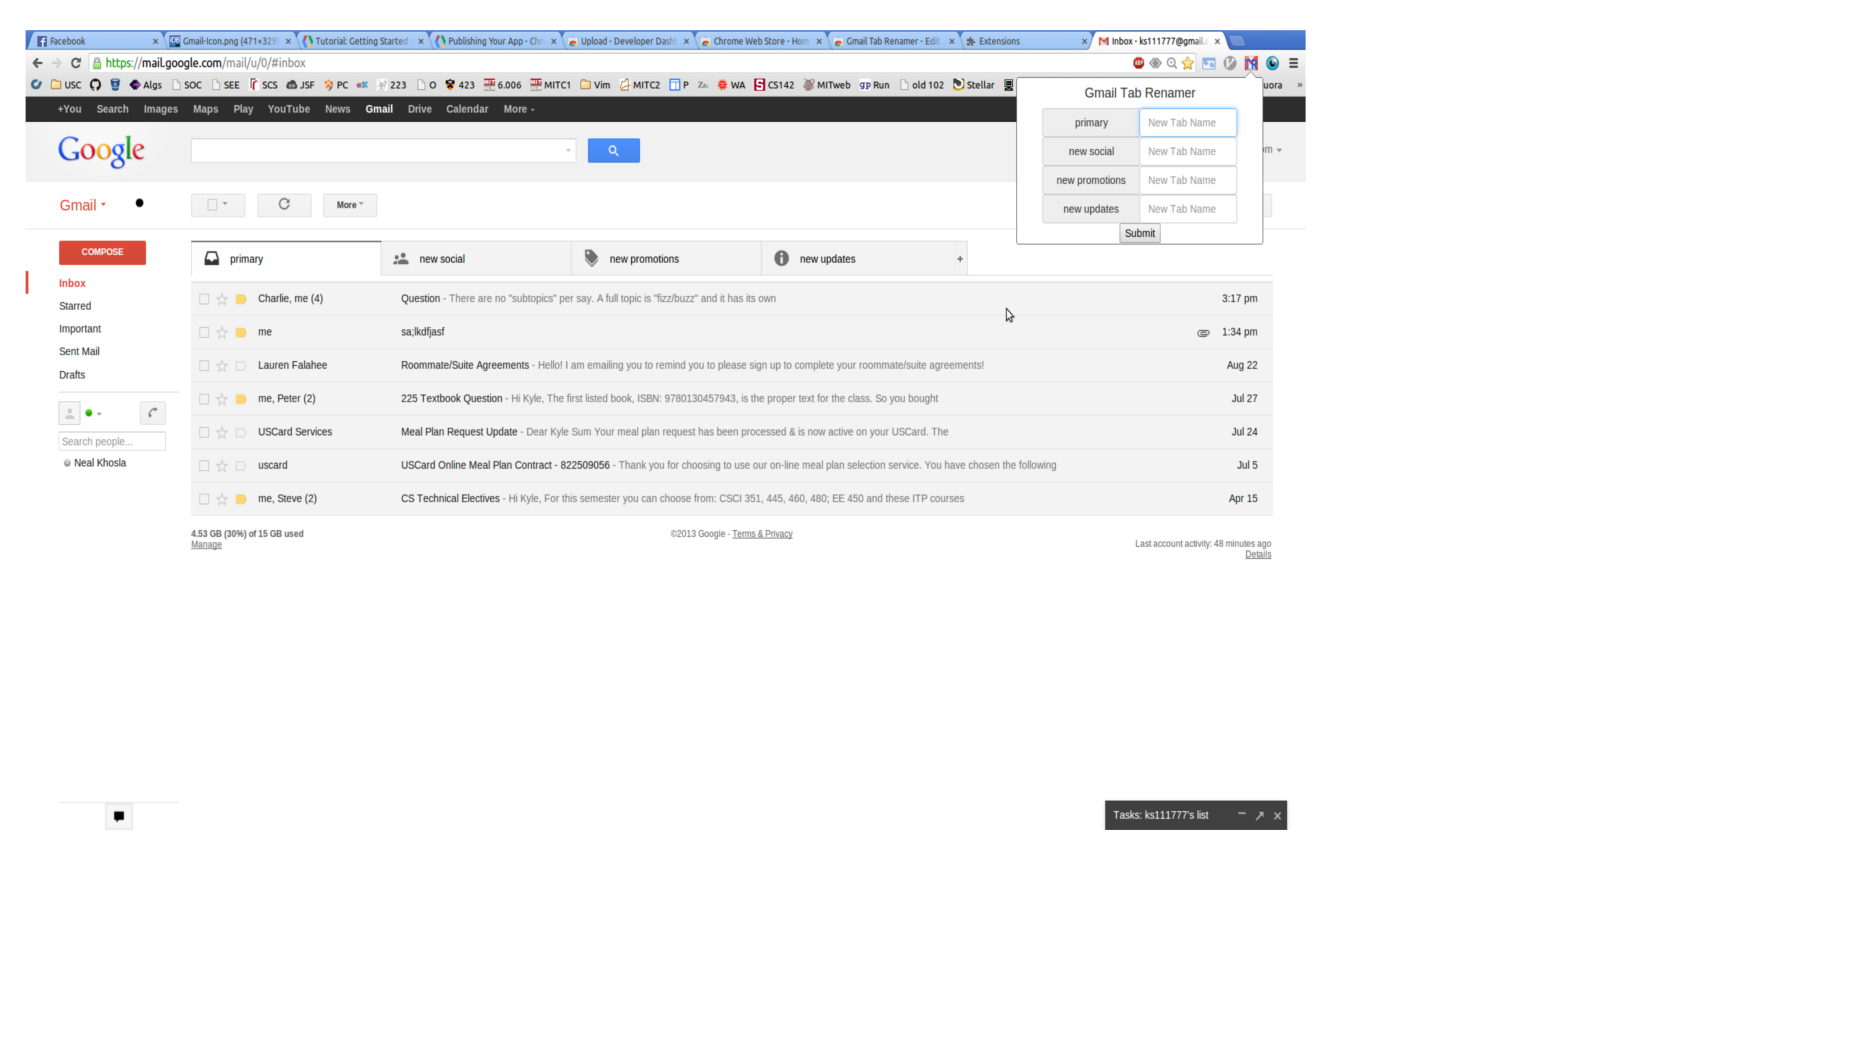 Facebook
Gmail-Icon.png (471×329)
Tutorial: Getting Started
Publishing Your App - Chr
Upload - Developer Dash
Chrome Web Store - Hom
Gmail Tab Renamer - Edit
Extensions
Inbox - ks111777@gmail.c
https://mail.google.com/mail/u/0/#inbox
USC Algs SOC SEE SCS JSF PC 223 O 423 6.006 MITC1 Vim MITC2 P WA CS142 MITweb Run old 102 Stellar uora »
+You Search Images Maps Play YouTube News Gmail Drive Calendar More
Gmail Tab Renamer
primary New Tab Name
new social New Tab Name
new promotions New Tab Name
new updates New Tab Name
Submit
Google
om
Gmail
More
COMPOSE
Inbox
Starred
Important
Sent Mail
Drafts
Search people...
Neal Khosla
primary new social new promotions new updates +
Charlie, me (4) Question - There are no "subtopics" per say. A full topic is "fizz/buzz" and it has its own 3:17 pm
me sa;lkdfjasf 1:34 pm
Lauren Falahee Roommate/Suite Agreements - Hello! I am emailing you to remind you to please sign up to complete your roommate/suite agreements! Aug 22
me, Peter (2) 225 Textbook Question - Hi Kyle, The first listed book, ISBN: 9780130457943, is the proper text for the class. So you bought Jul 27
USCard Services Meal Plan Request Update - Dear Kyle Sum Your meal plan request has been processed & is now active on your USCard. The Jul 24
uscard USCard Online Meal Plan Contract - 822509056 - Thank you for choosing to use our on-line meal plan selection service. You have chosen the following Jul 5
me, Steve (2) CS Technical Electives - Hi Kyle, For this semester you can choose from: CSCI 351, 445, 460, 480; EE 450 and these ITP courses Apr 15
4.53 GB (30%) of 15 GB used
Manage
©2013 Google - Terms & Privacy
Last account activity: 48 minutes ago
Details
Tasks: ks111777's list